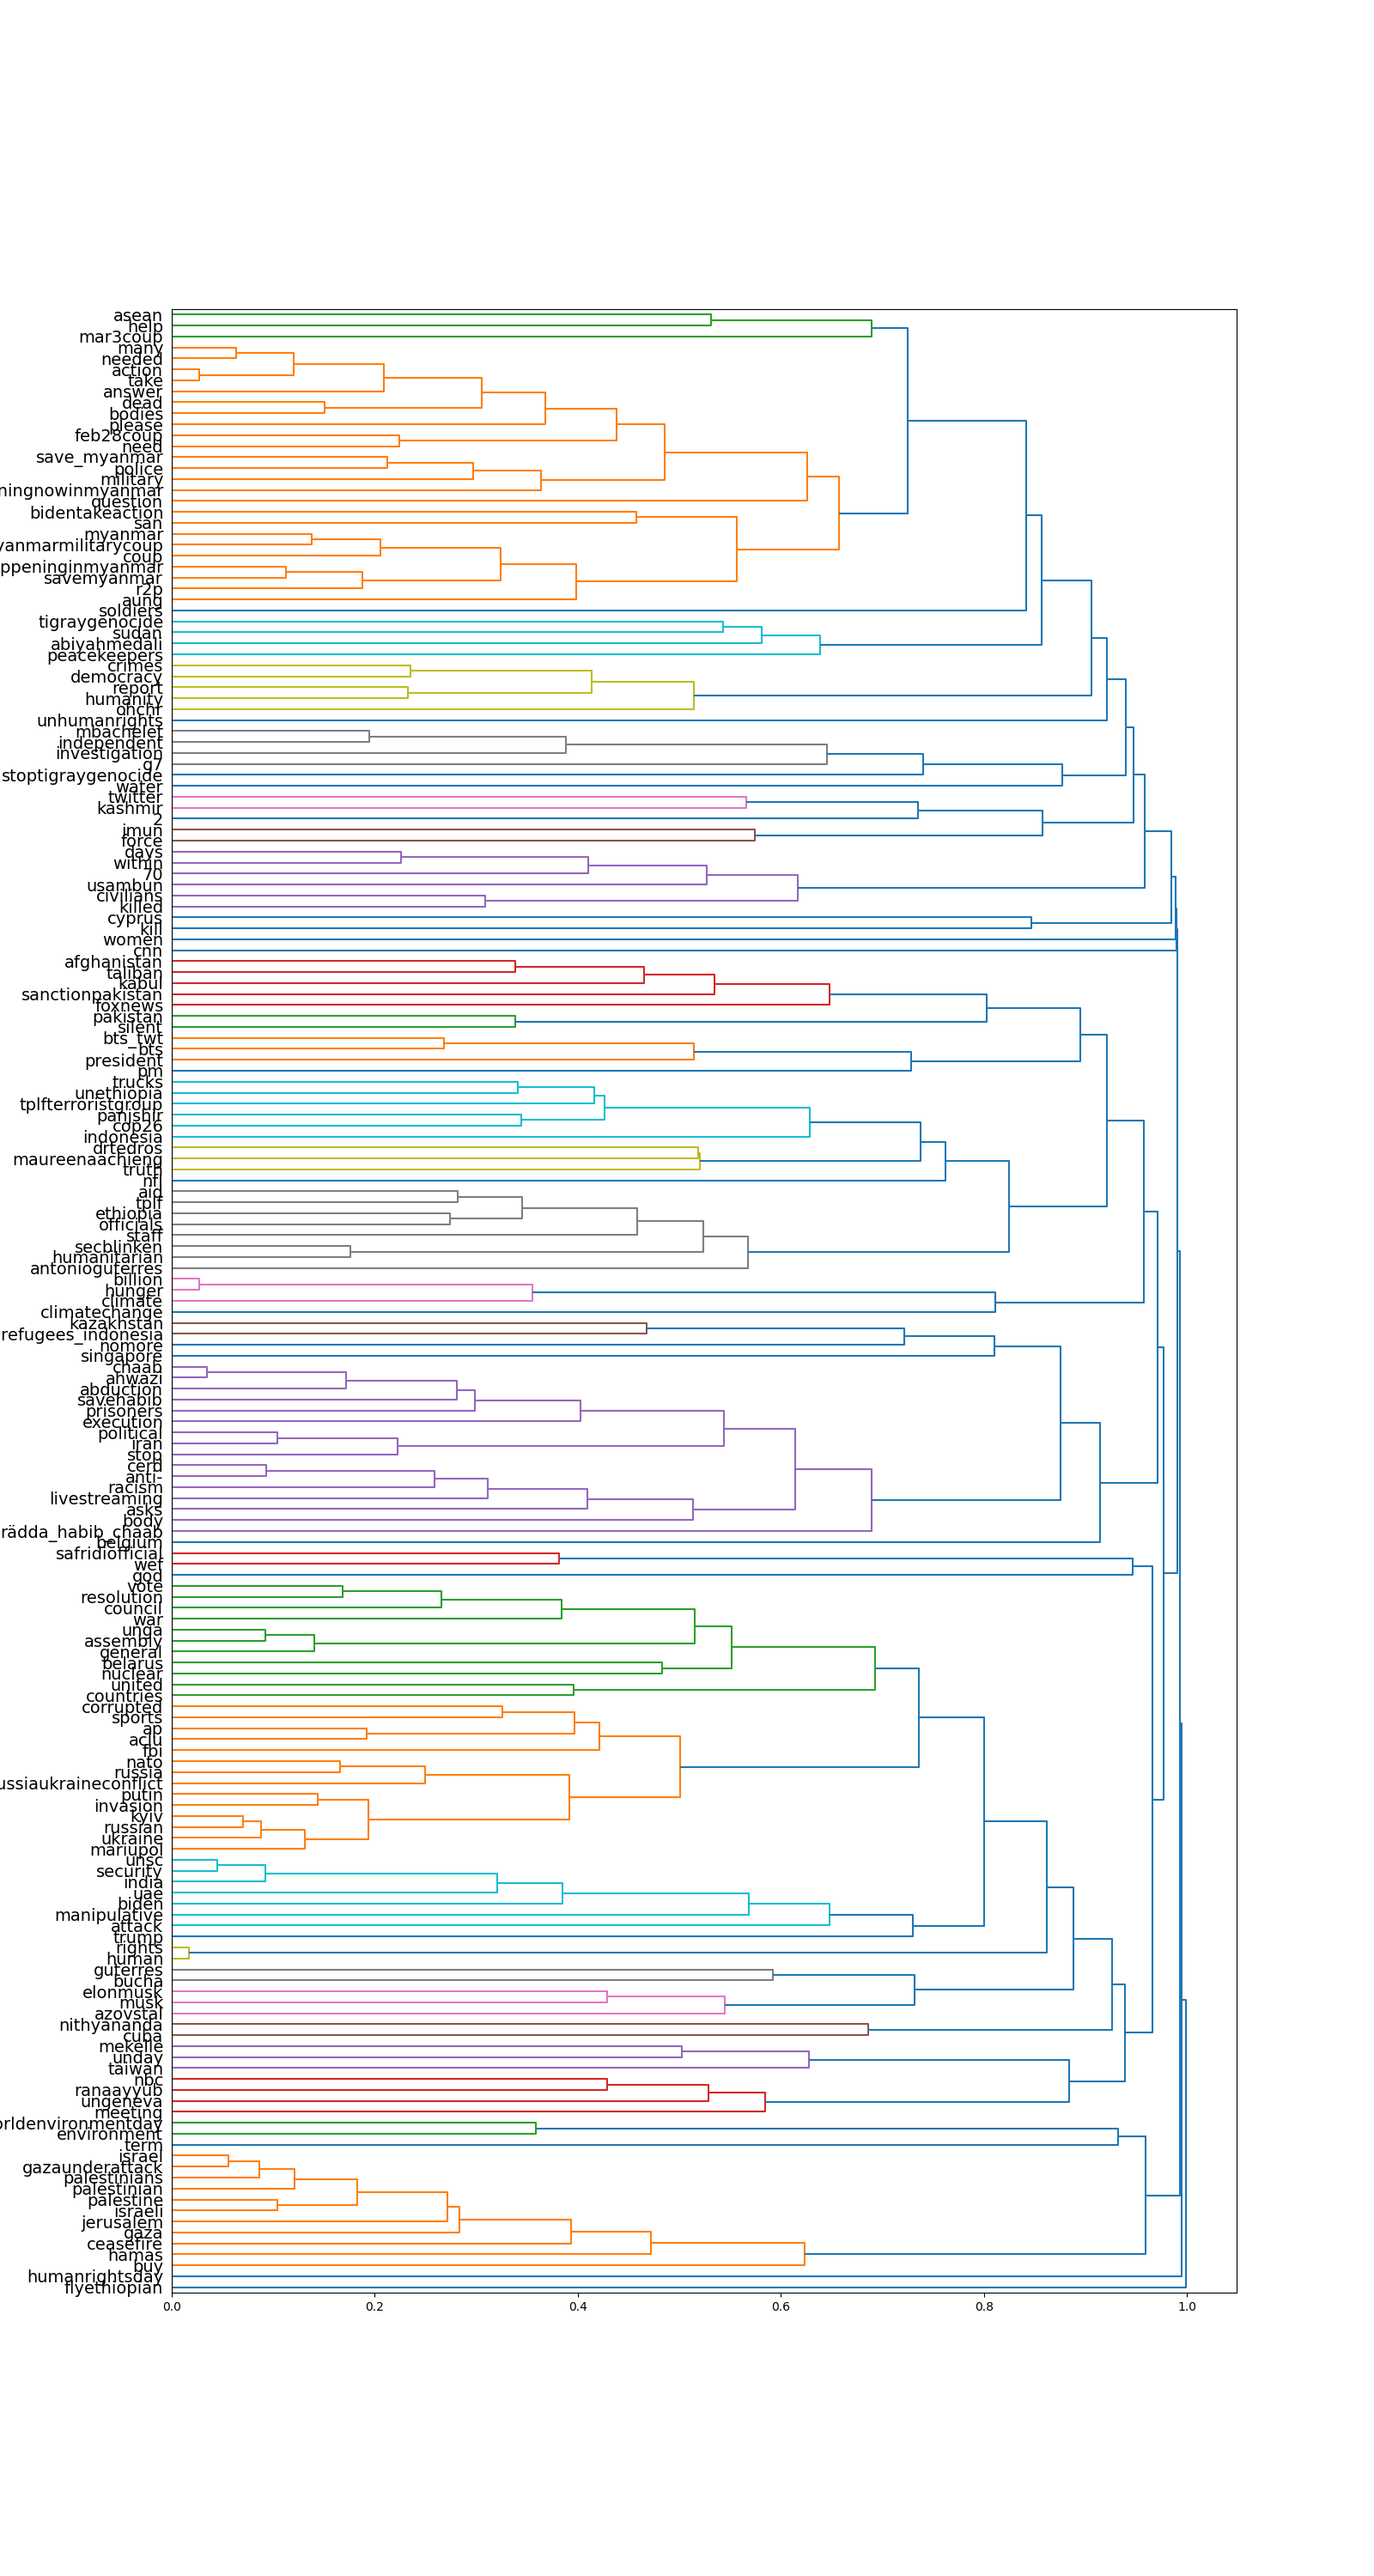 asean
help
mar3coup
many
needed
action
take
answer
dead
bodies
please
feb28coup
need
save_myanmar
police
military
ningnowinmyanmar
question
bidentakeaction
san
myanmar
yanmarmilitarycoup
coup
ppeninginmyanmar
savemyanmar
r2p
aung
soldiers
tigraygenocide
sudan
abiyahmedali
peacekeepers
crimes
democracy
report
humanity
ohchr
unhumanrights
mbachelet
independent
investigation
g7
stoptigraygenocide
water
twitter
kashmir
2
imun
force
days
within
70
usambun
civilians
killed
cyprus
kill
women
cnn
afghanistan
taliban
kabul
sanctionpakistan
foxnews
pakistan
silent
bts_twt
bts
president
pm
trucks
unethiopia
tplfterroristgroup
panjshir
cop26
indonesia
drtedros
maureenaachieng
truth
nfl
aid
tplf
ethiopia
officials
staff
secblinken
humanitarian
antonioguterres
billion
hunger
climate
climatechange
kazakhstan
refugees_indonesia
nomore
singapore
chaab
ahwazi
abduction
savehabib
prisoners
execution
political
iran
stop
cerd
anti-
racism
livestreaming
asks
body
rädda_habib_chaab
belgium
safridiofficial
wef
god
vote
resolution
council
war
unga
assembly
general
belarus
nuclear
united
countries
corrupted
sports
ap
aclu
fbi
nato
russia
ussiaukraineconflict
putin
invasion
kyiv
russian
ukraine
mariupol
unsc
security
india
uae
biden
manipulative
attack
trump
rights
human
guterres
bucha
elonmusk
musk
azovstal
nithyananda
cuba
mekelle
unday
taiwan
nbc
ranaayyub
ungeneva
meeting
orldenvironmentday
environment
term
israel
gazaunderattack
palestinians
palestinian
palestine
israeli
jerusalem
gaza
ceasefire
hamas
buy
humanrightsday
flyethiopian
0.0 0.2 0.4 0.6 0.8 1.0